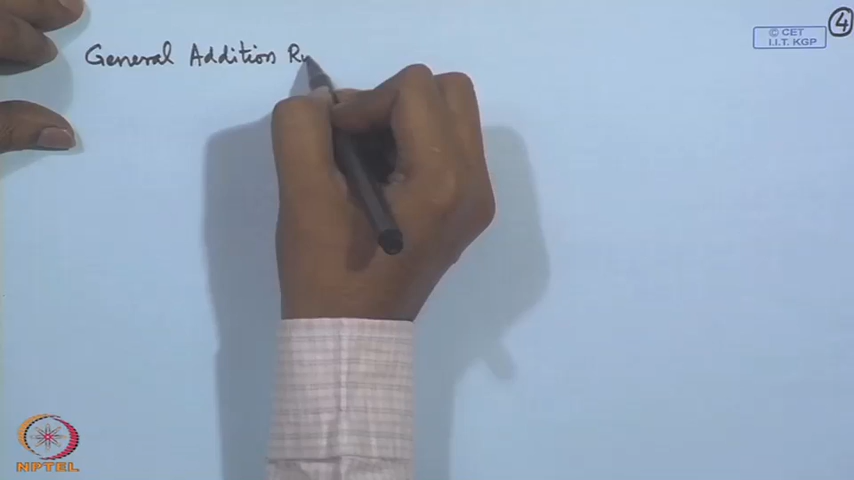 General Addition Ru
© CET
I.I.T. KGP
4
NPTEL